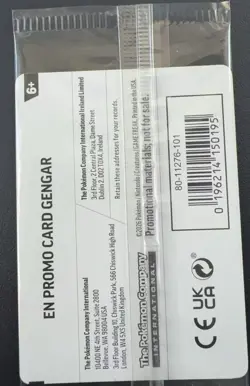 6+
EN PROMO CARD GENGAR
The Pokémon Company International
10400 NE 4th Street, Suite 2800
Bellevue, WA 98004 USA
The Pokémon Company International Ireland Limited
3rd Floor, 2 Central Plaza, Dame Street
Dublin 2, D02 T0X4, Ireland
3rd Floor Building 10, Chiswick Park, 566 Chiswick High Road
London, W4 5XS United Kingdom
Retain these addresses for your records.
The Pokémon Company
INTERNATIONAL
©2026 Pokémon / Nintendo / Creatures / GAME FREAK. Printed in the USA.
Promotional materials; not for sale.
80-11276-101
0 196214 150195
CE
UK
CA